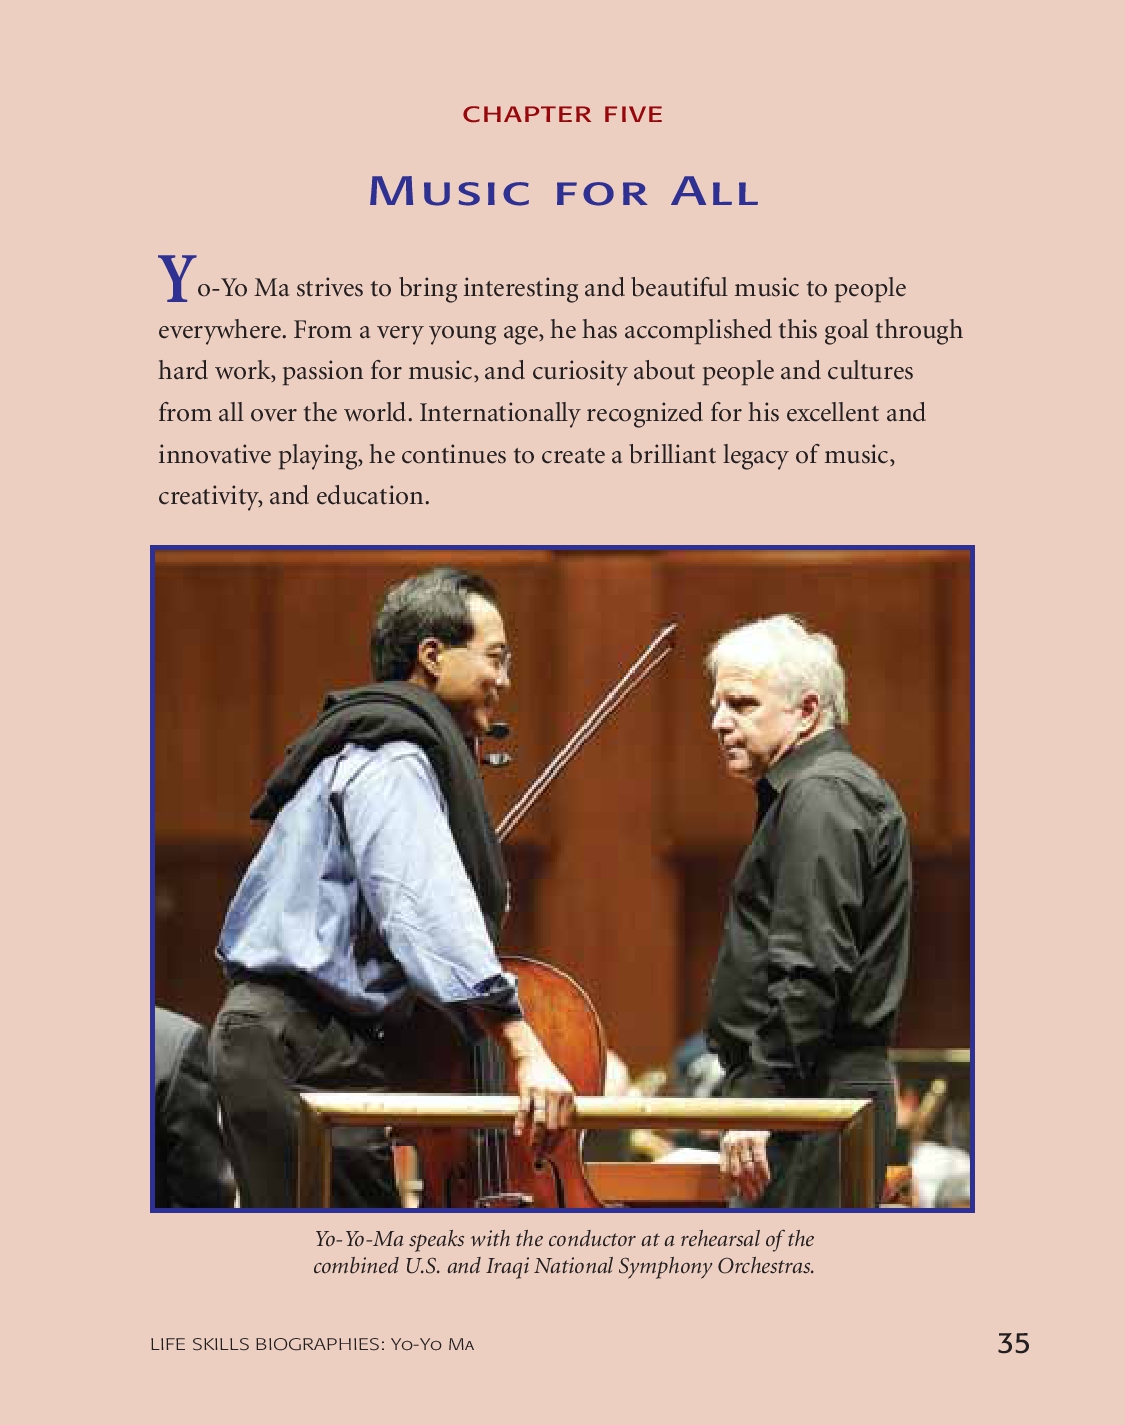 CHAPTER FIVE
MUSIC FOR ALL
Yo-Yo Ma strives to bring interesting and beautiful music to people
everywhere. From a very young age, he has accomplished this goal through
hard work, passion for music, and curiosity about people and cultures
from all over the world. Internationally recognized for his excellent and
innovative playing, he continues to create a brilliant legacy of music,
creativity, and education.
Yo-Yo-Ma speaks with the conductor at a rehearsal of the
combined U.S. and Iraqi National Symphony Orchestras.
LIFE SKILLS BIOGRAPHIES: YO-YO MA
35